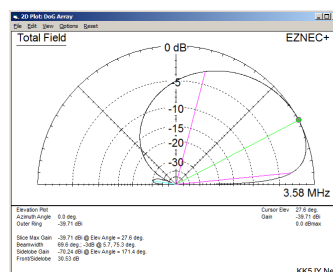 2D Plot: DoG Array
File Edit View Options Reset
Total Field
EZNEC+
0 dB
-5
-10
-15
-20
-30
3.58 MHz
Elevation Plot
Azimuth Angle 0.0 deg.
Outer Ring -39.71 dBi
Cursor Elev 27.6 deg.
Gain -39.71 dBi
0.0 dBmax
Slice Max Gain -39.71 dBi @ Elev Angle = 27.6 deg.
Beamwidth 69.6 deg.; -3dB @ 5.7, 75.3 deg.
Sidelobe Gain -70.24 dBi @ Elev Angle = 171.4 deg.
Front/Sidelobe 30.53 dB